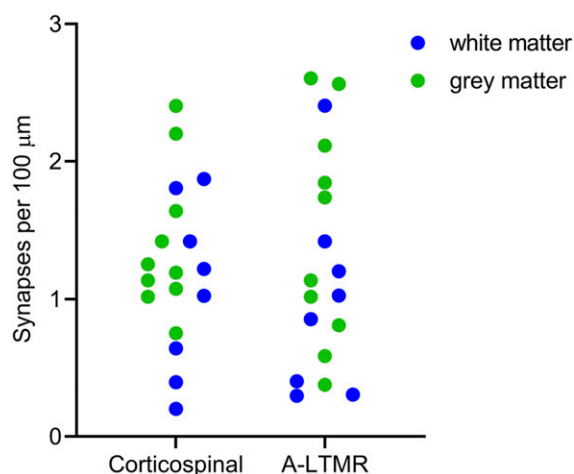 3
2
1
0
Synapses per 100 μm
white matter
grey matter
Corticospinal
A-LTMR